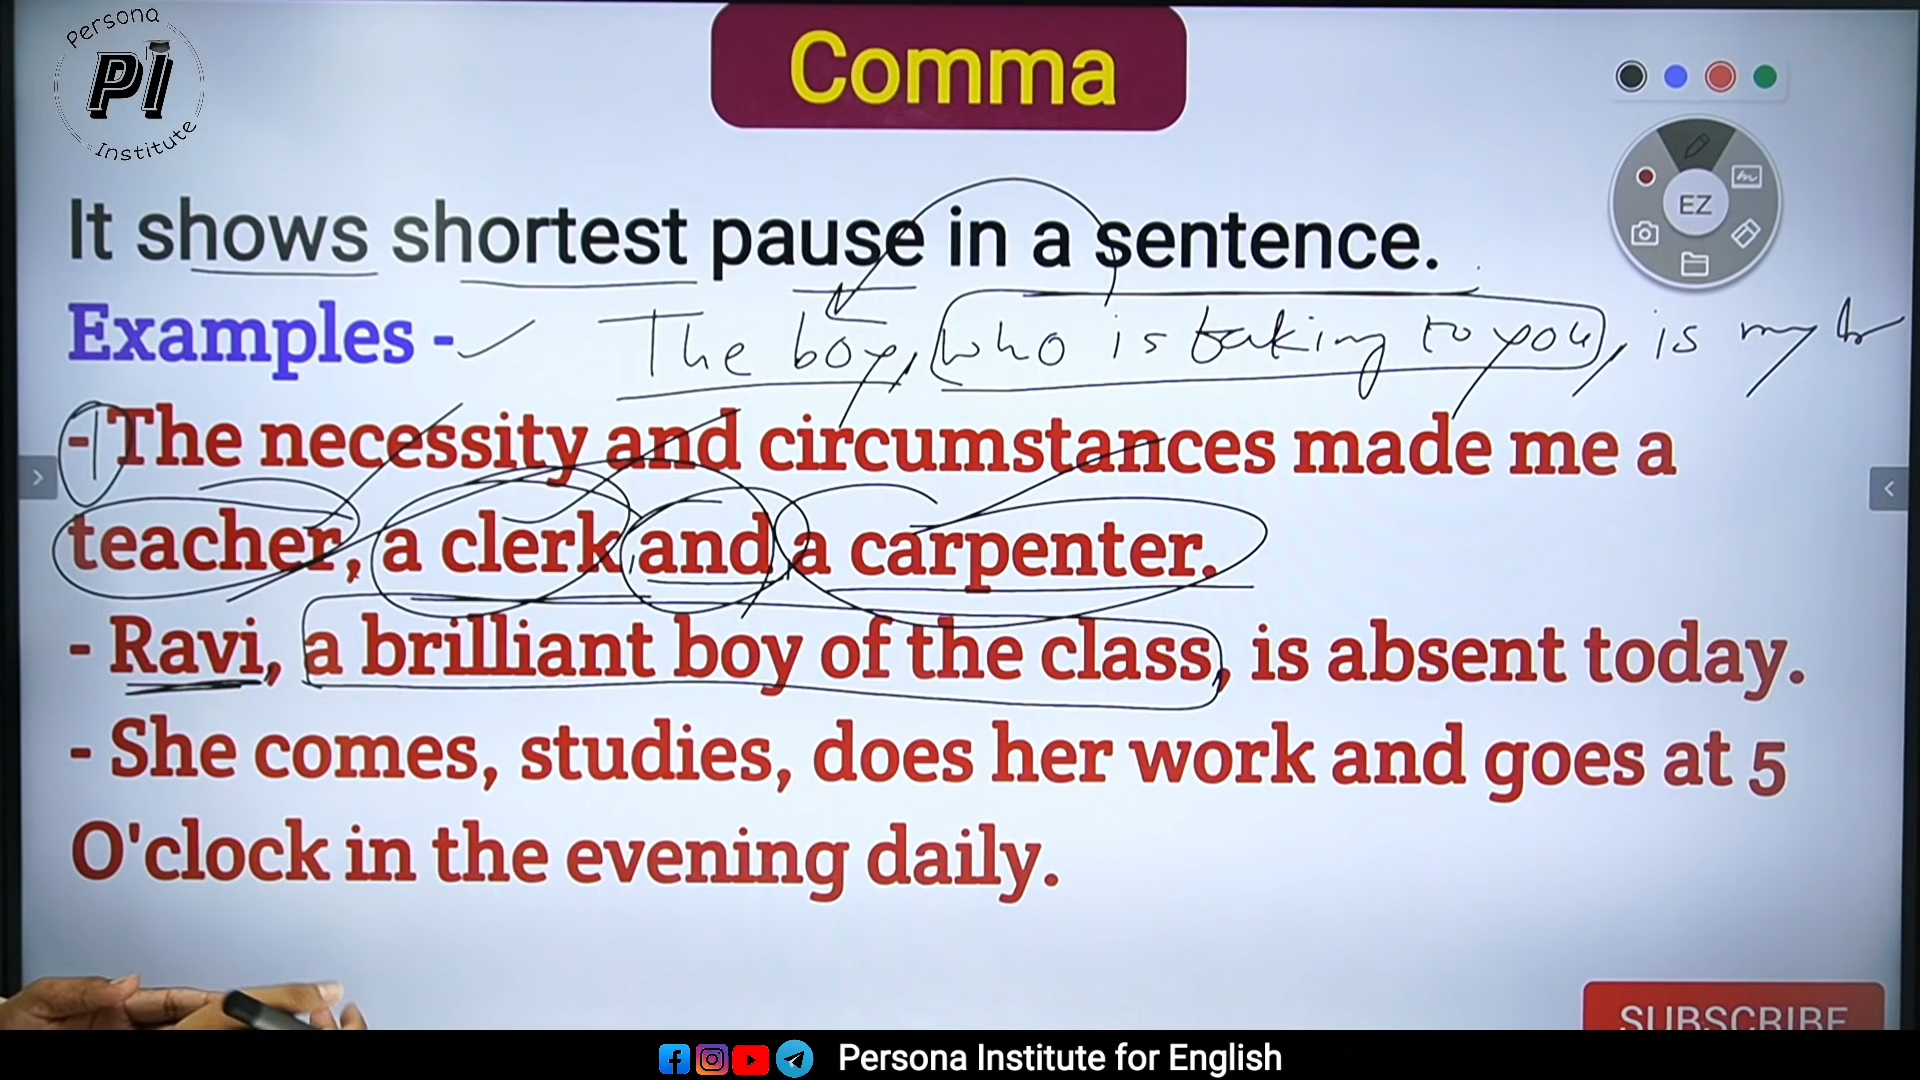 Persona
PI
Institute
Comma
EZ
It shows shortest pause in a sentence.
Examples -
The boy, who is taking to you, is my br
- The necessity and circumstances made me a
teacher, a clerk and a carpenter.
- Ravi, a brilliant boy of the class, is absent today.
- She comes, studies, does her work and goes at 5
O'clock in the evening daily.
SUBSCRIBE
Persona Institute for English